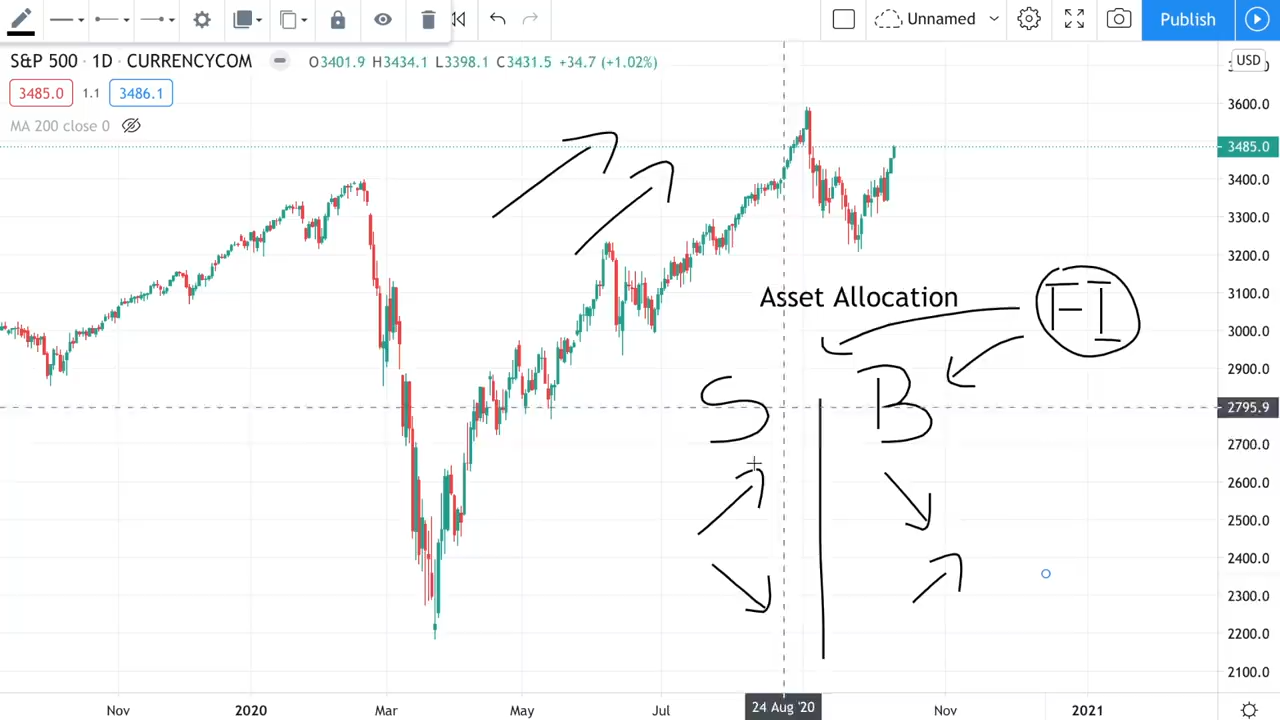 Unnamed Publish
S&P 500 · 1D · CURRENCYCOM O3401.9 H3434.1 L3398.1 C3431.5 +34.7 (+1.02%) USD
3485.0 1.1 3486.1
MA 200 close 0
3600.0
3485.0
3400.0
3300.0
3200.0
3100.0
3000.0
2900.0
2795.9
2700.0
2600.0
2500.0
2400.0
2300.0
2200.0
2100.0
Asset Allocation
S B
Nov 2020 Mar May Jul 24 Aug '20 Nov 2021